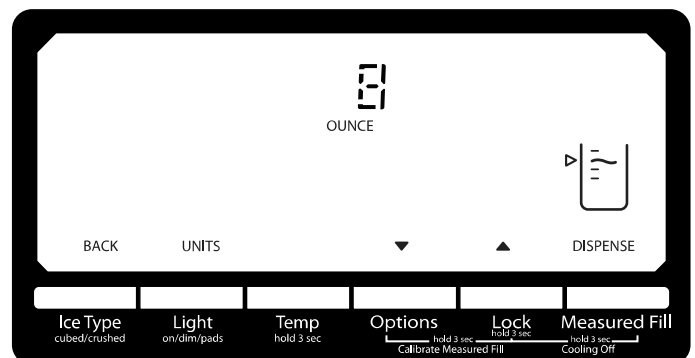 8
OUNCE
BACK UNITS ▼ ▲ DISPENSE
Ice Type Light Temp Options Lock Measured Fill
cubed/crushed on/dim/pads hold 3 sec hold 3 sec hold 3 sec hold 3 sec
Calibrate Measured Fill Cooling Off